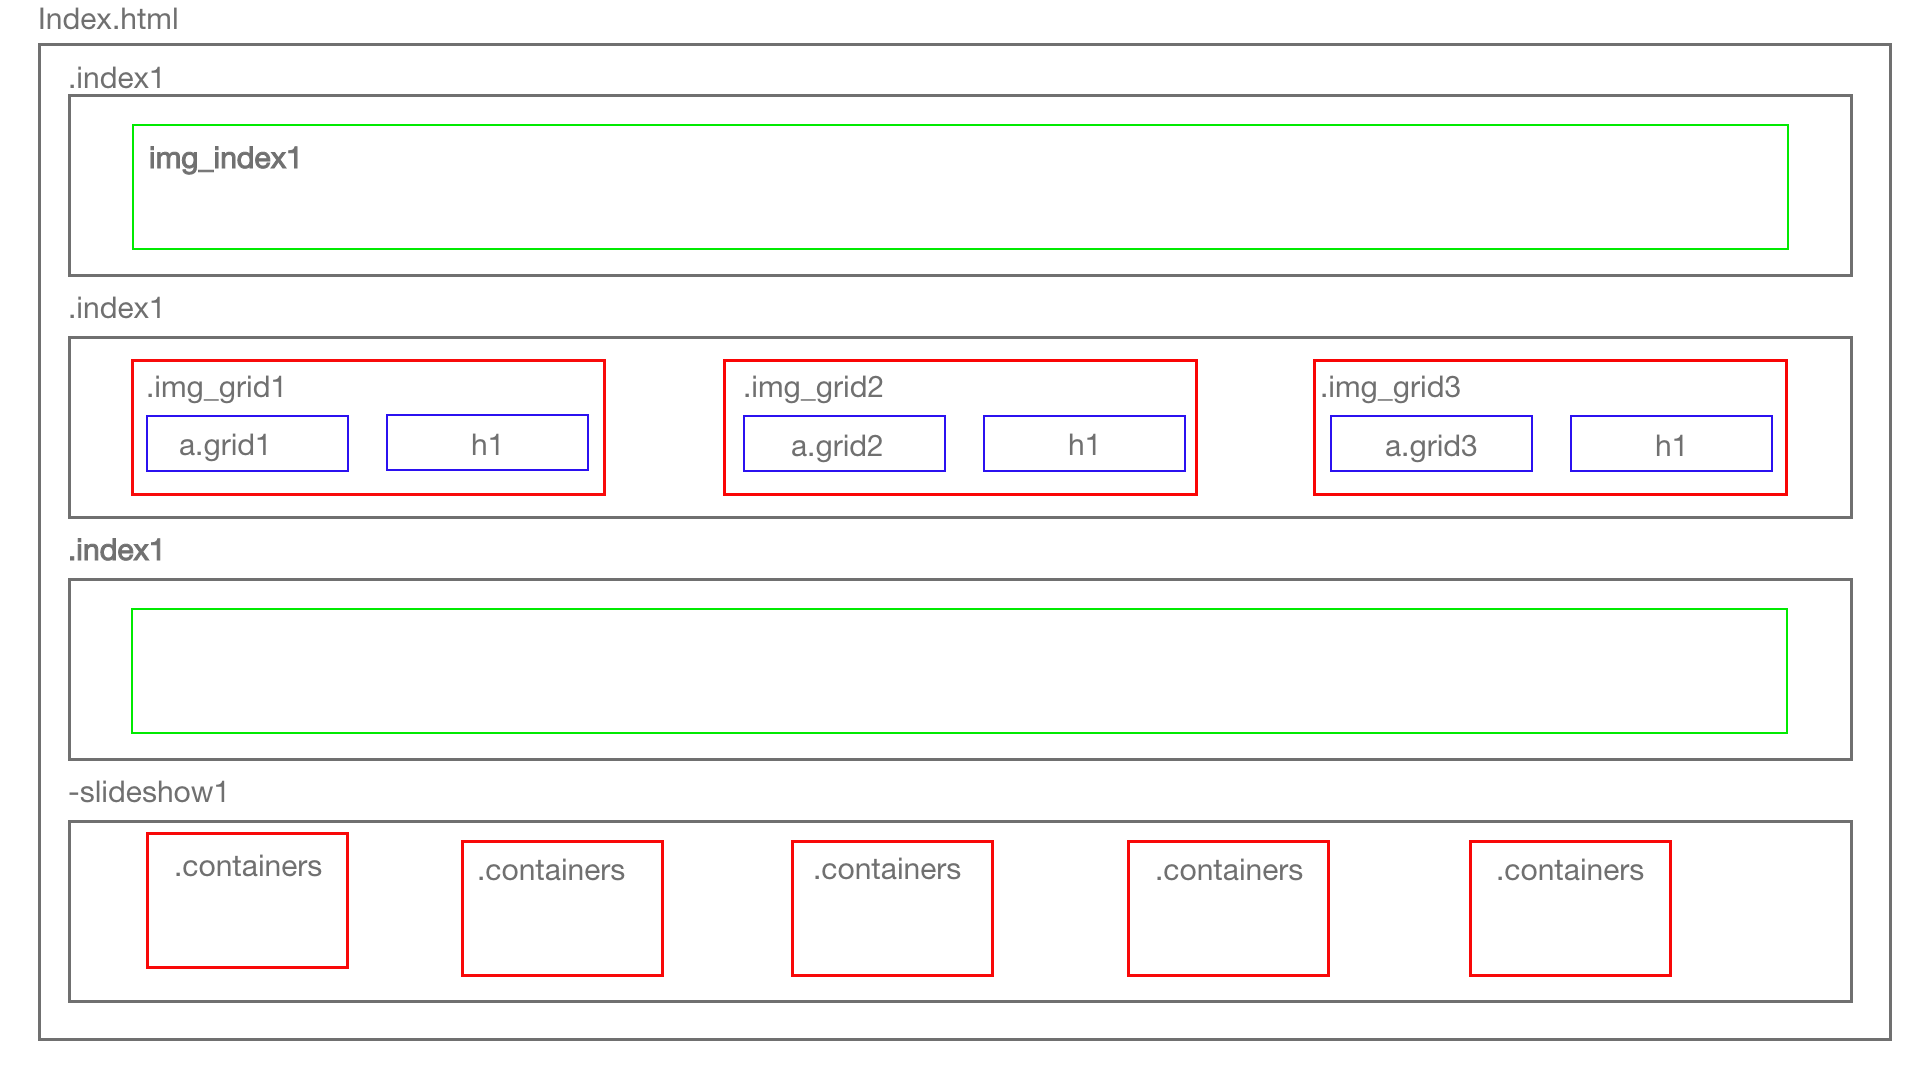 Index.html
.index1
img_index1
.index1
.img_grid1
a.grid1
h1
.img_grid2
a.grid2
h1
.img_grid3
a.grid3
h1
.index1
-slideshow1
.containers
.containers
.containers
.containers
.containers